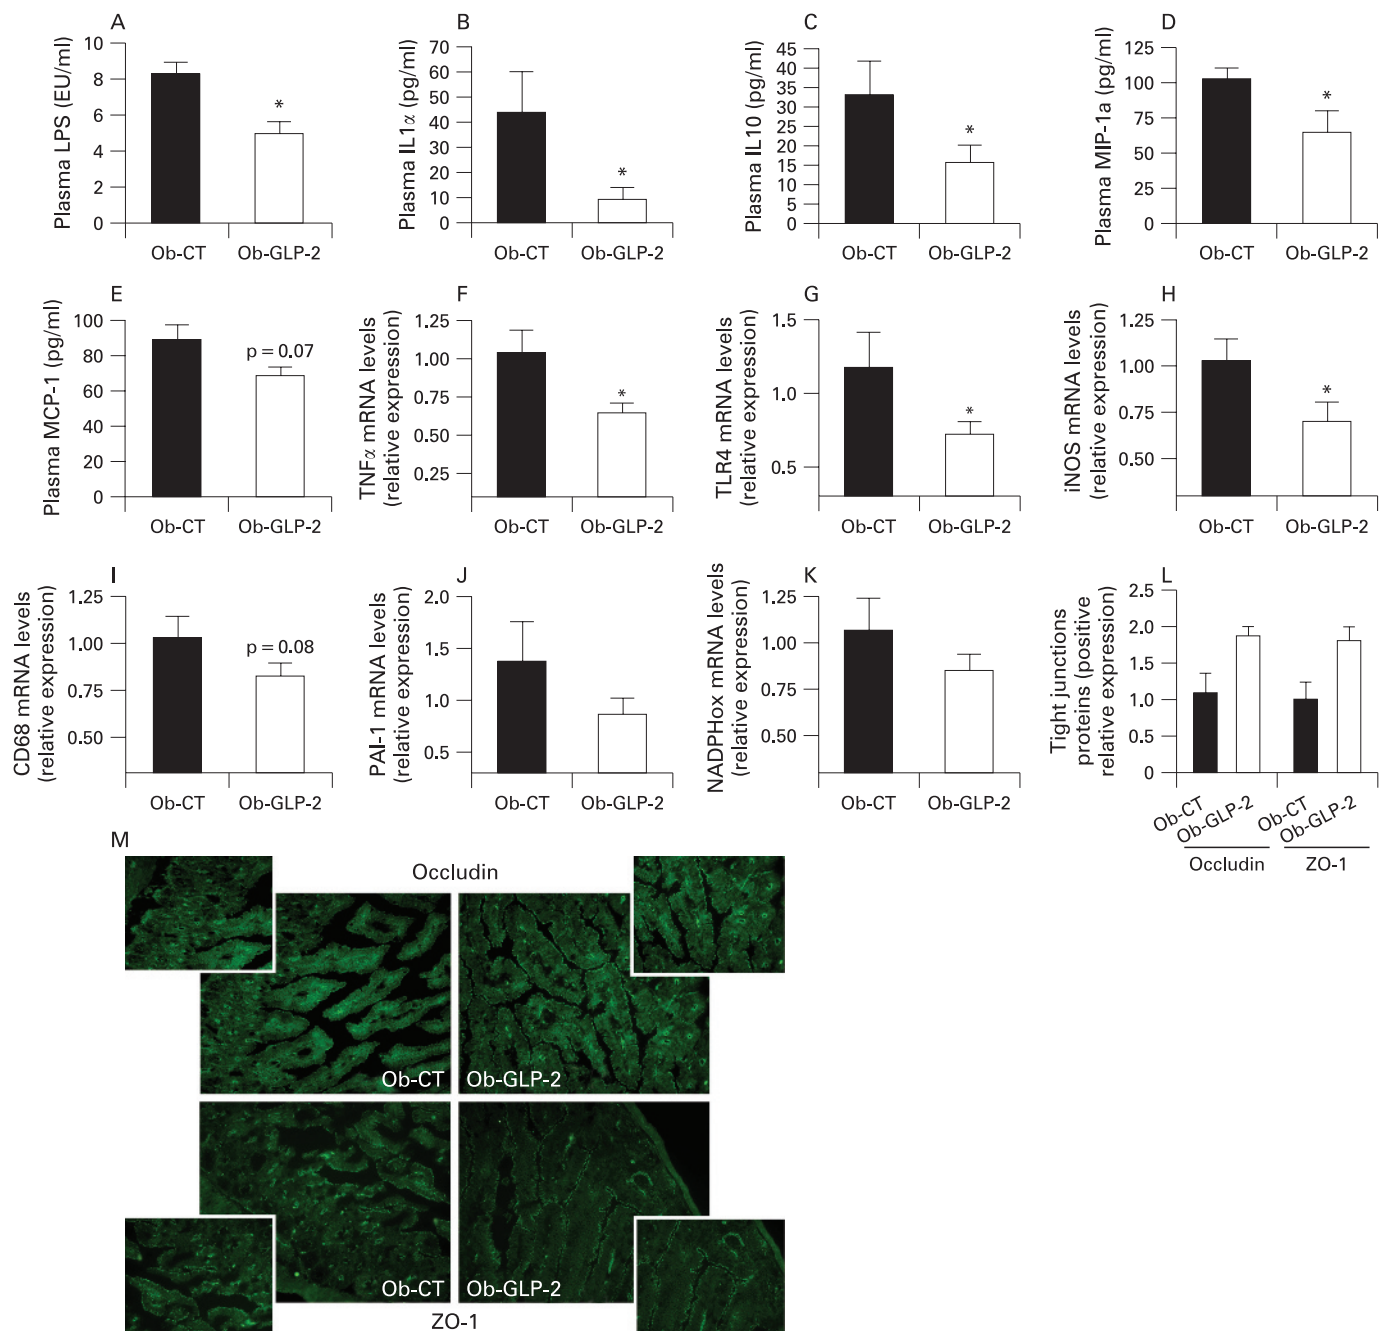 A
Plasma LPS (EU/ml)
10
8
6
4
2
0
*
Ob-CT
Ob-GLP-2
B
Plasma IL1α (pg/ml)
70
60
50
40
30
20
10
0
*
Ob-CT
Ob-GLP-2
C
Plasma IL10 (pg/ml)
45
40
35
30
25
20
15
10
5
0
*
Ob-CT
Ob-GLP-2
D
Plasma MIP-1a (pg/ml)
125
100
75
50
25
0
*
Ob-CT
Ob-GLP-2
E
Plasma MCP-1 (pg/ml)
100
80
60
40
20
0
p = 0.07
Ob-CT
Ob-GLP-2
F
TNFα mRNA levels
(relative expression)
1.25
1.00
0.75
0.50
0.25
*
Ob-CT
Ob-GLP-2
G
TLR4 mRNA levels
(relative expression)
1.5
1.0
0.5
*
Ob-CT
Ob-GLP-2
H
iNOS mRNA levels
(relative expression)
1.25
1.00
0.75
0.50
*
Ob-CT
Ob-GLP-2
I
CD68 mRNA levels
(relative expression)
1.25
1.00
0.75
0.50
p = 0.08
Ob-CT
Ob-GLP-2
J
PAI-1 mRNA levels
(relative expression)
2.0
1.5
1.0
0.5
Ob-CT
Ob-GLP-2
K
NADPHox mRNA levels
(relative expression)
1.25
1.00
0.75
0.50
Ob-CT
Ob-GLP-2
L
Tight junctions
proteins (positive
relative expression)
2.5
2.0
1.5
1.0
0.5
0
Ob-CT
Ob-GLP-2
Ob-CT
Ob-GLP-2
Occludin
ZO-1
M
Occludin
Ob-CT
Ob-GLP-2
Ob-CT
Ob-GLP-2
ZO-1